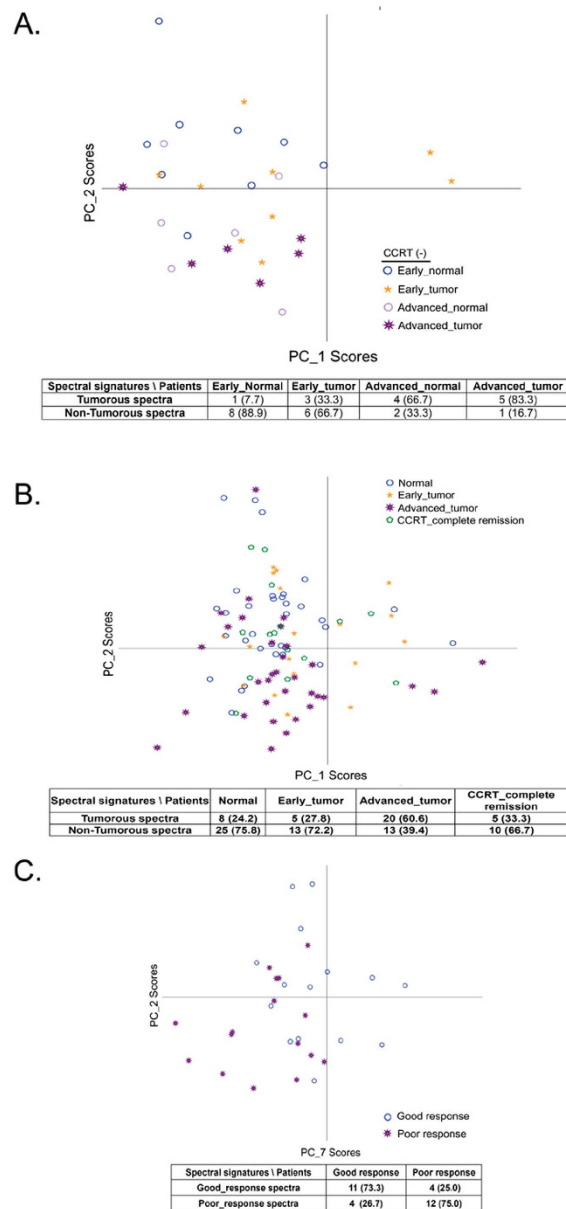 A.
PC_2 Scores
CCRT (-)
Early_normal
Early_tumor
Advanced_normal
Advanced_tumor
PC_1 Scores
Spectral signatures \ Patients Early_Normal Early_tumor Advanced_normal Advanced_tumor
Tumorous spectra 1 (7.7) 3 (33.3) 4 (66.7) 5 (83.3)
Non-Tumorous spectra 8 (88.9) 6 (66.7) 2 (33.3) 1 (16.7)
B.
Normal
Early_tumor
Advanced_tumor
CCRT_complete remission
PC_2 Scores
PC_1 Scores
Spectral signatures \ Patients Normal Early_tumor Advanced_tumor CCRT_complete
remission
Tumorous spectra 8 (24.2) 5 (27.8) 20 (60.6) 5 (33.3)
Non-Tumorous spectra 25 (75.8) 13 (72.2) 13 (39.4) 10 (66.7)
C.
PC_2 Scores
Good response
Poor response
PC_7 Scores
Spectral signatures \ Patients Good response Poor response
Good_response spectra 11 (73.3) 4 (25.0)
Poor_response spectra 4 (26.7) 12 (75.0)